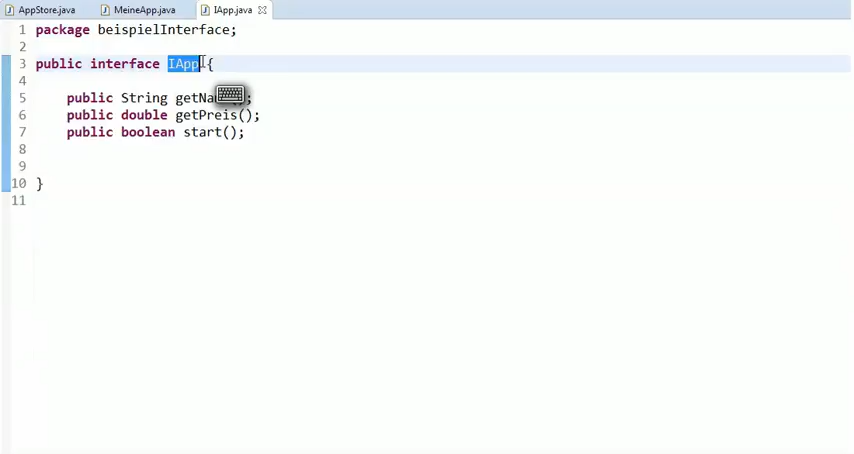 AppStore.java MeineApp.java IApp.java
1 package beispielInterface;
2
3 public interface IApp {
4
5 public String
6 public double getPreis();
7 public boolean start();
8
9
10 }
11